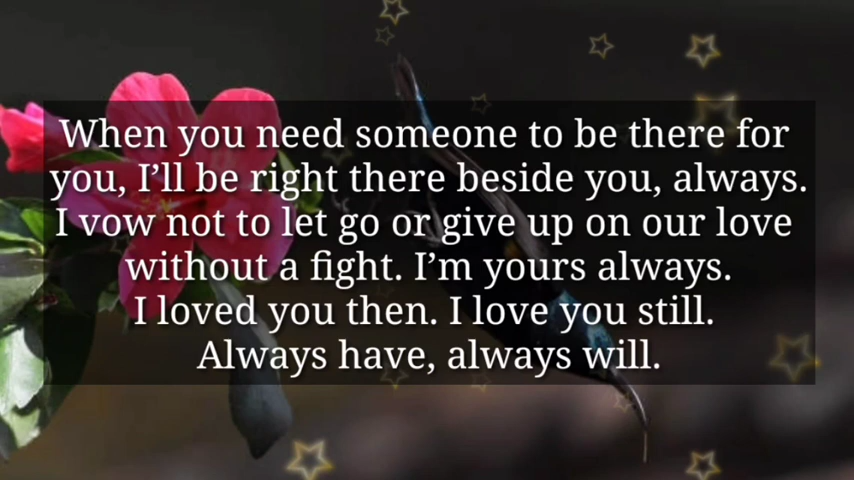 When you need someone to be there for
you, I’ll be right there beside you, always.
I vow not to let go or give up on our love
without a fight. I’m yours always.
I loved you then. I love you still.
Always have, always will.